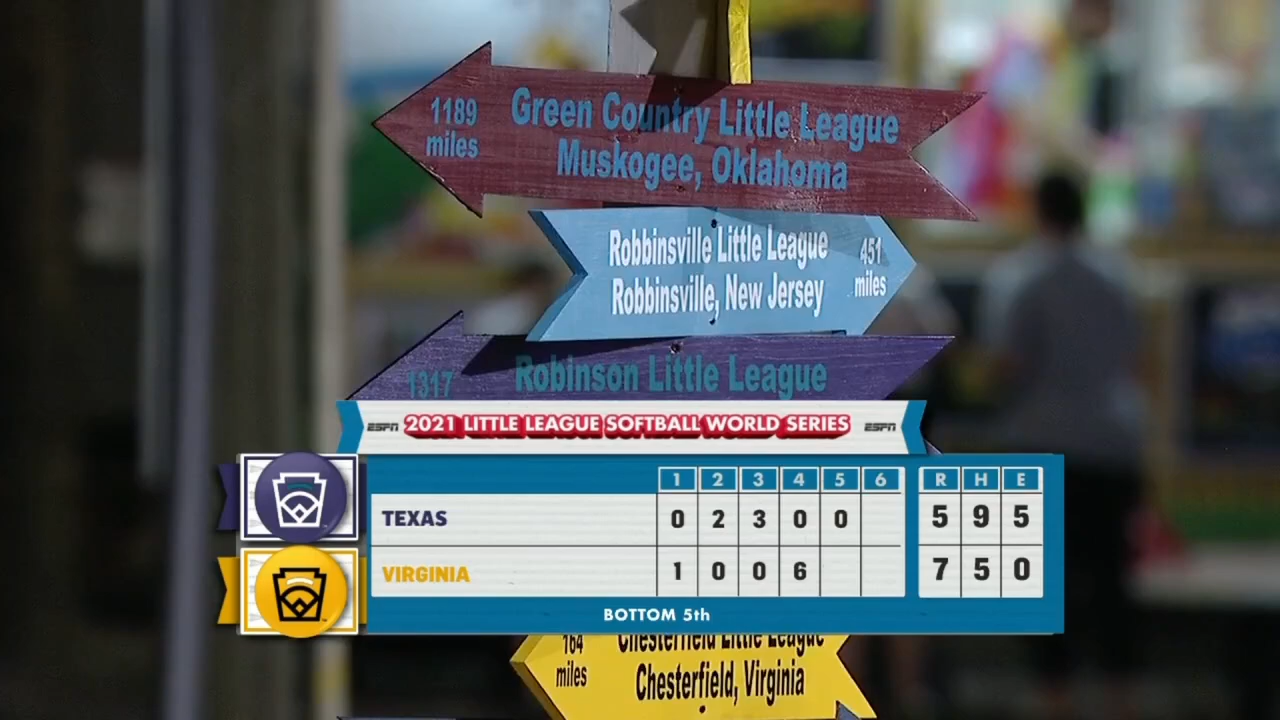 1189 miles
Green Country Little League
Muskogee, Oklahoma
Robbinsville Little League
Robbinsville, New Jersey
451 miles
1317
Robinson Little League
ESPN 2021 LITTLE LEAGUE SOFTBALL WORLD SERIES ESPN
1 2 3 4 5 6 R H E
TEXAS 0 2 3 0 0 5 9 5
VIRGINIA 1 0 0 6 7 5 0
BOTTOM 5th
164 miles
Chesterfield Little League
Chesterfield, Virginia